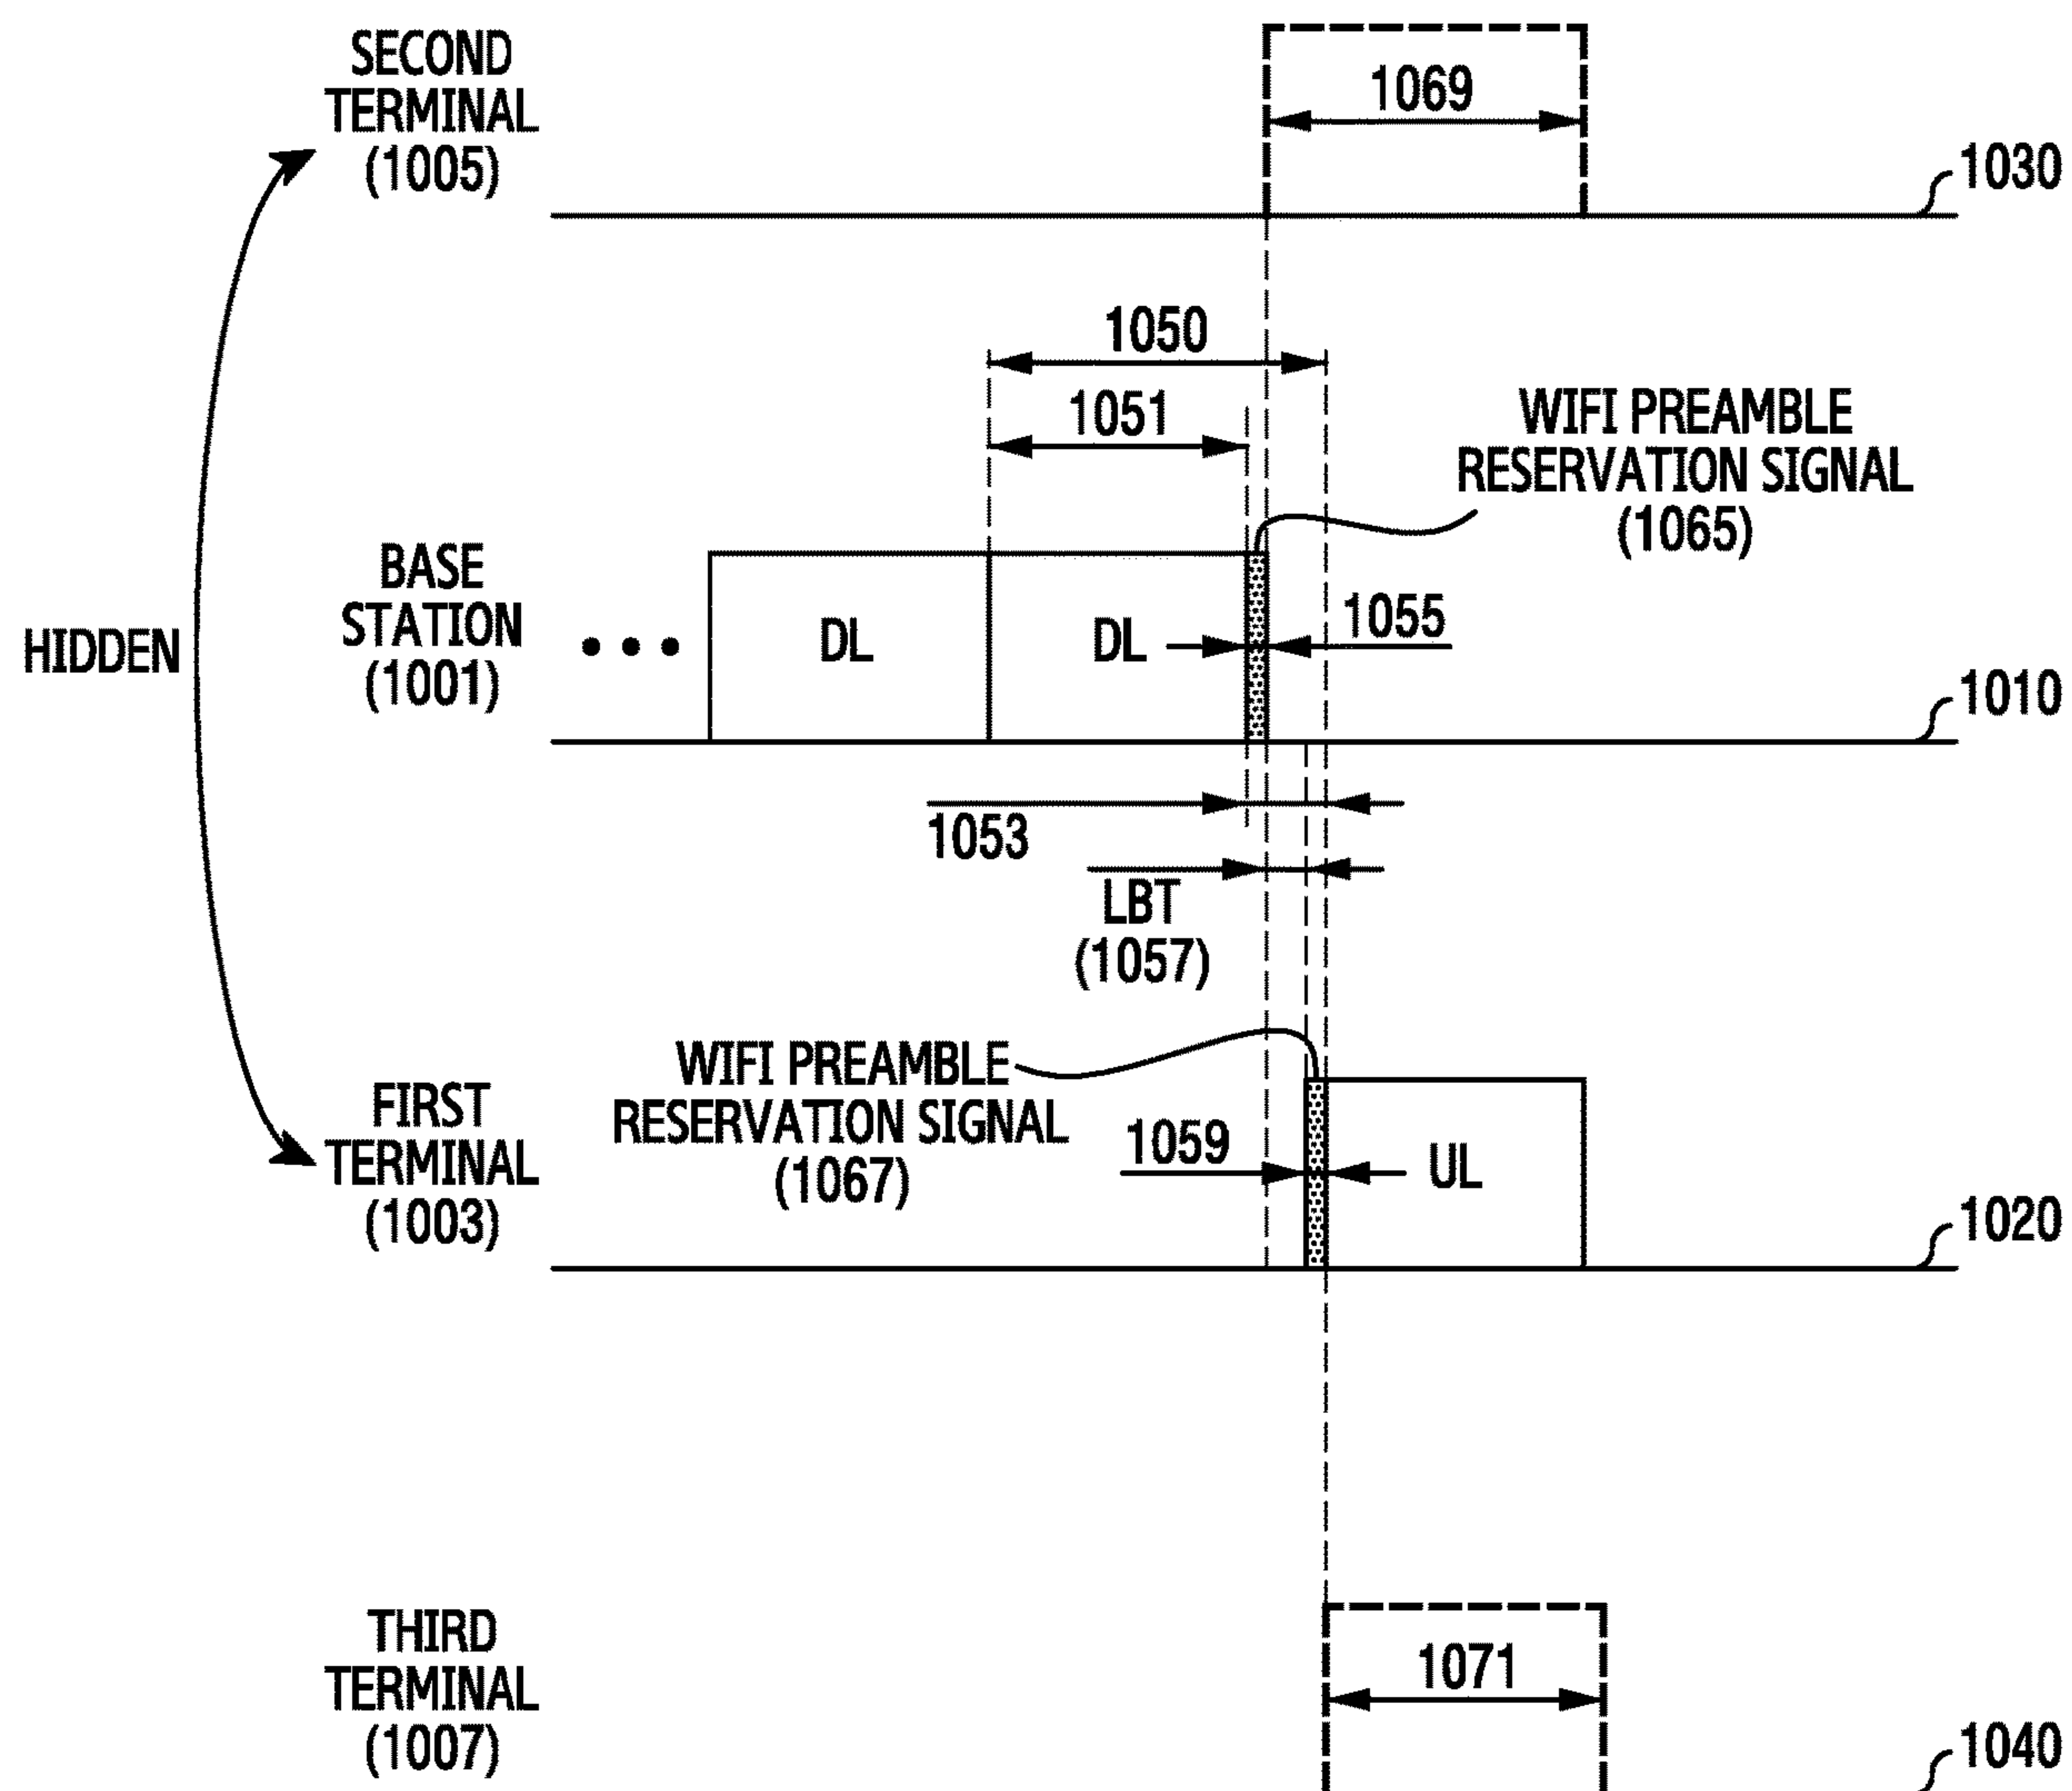 SECOND
TERMINAL
(1005)
1069
1030
1050
1051
WIFI PREAMBLE
RESERVATION SIGNAL
(1065)
HIDDEN
BASE
STATION
(1001)
DL
DL
1055
1010
1053
LBT
(1057)
WIFI PREAMBLE
RESERVATION SIGNAL
(1067)
FIRST
TERMINAL
(1003)
1059
UL
1020
THIRD
TERMINAL
(1007)
1071
1040